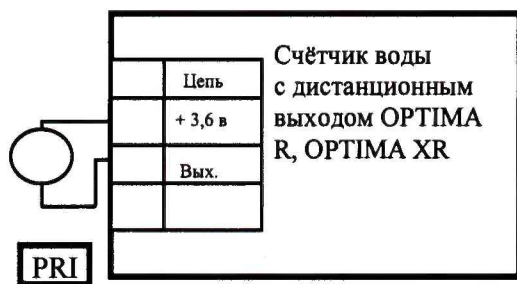 Цепь
+ 3,6 в
Вых.
Счётчик воды
с дистанционным
выходом OPTIMA
R, OPTIMA XR
PRI